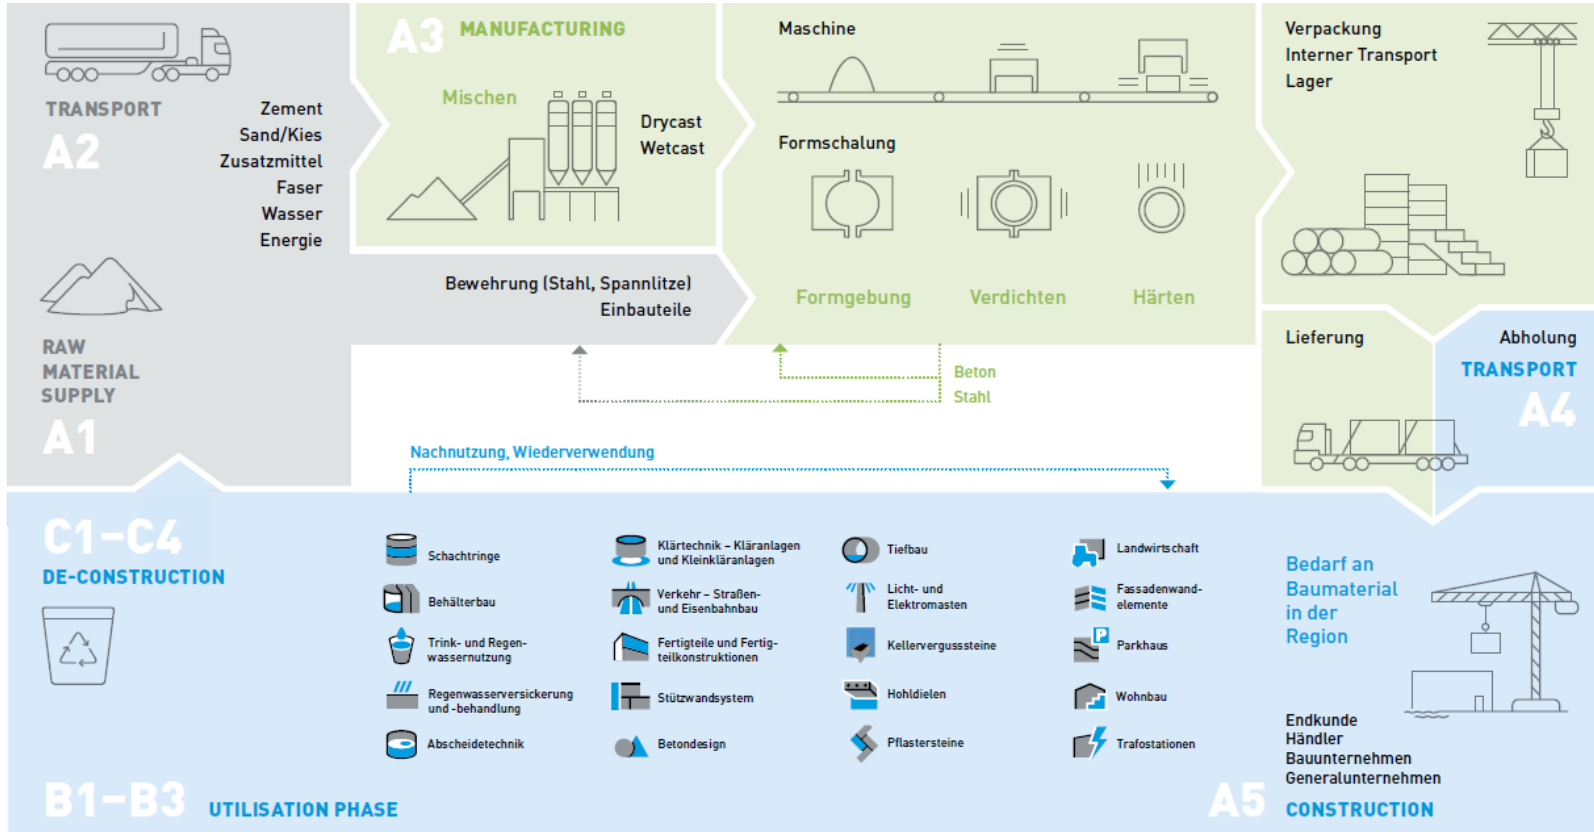 TRANSPORT
A2
Zement
Sand/Kies
Zusatzmittel
Faser
Wasser
Energie
RAW
MATERIAL
SUPPLY
A1
A3 MANUFACTURING
Mischen
Drycast
Wetcast
Bewehrung (Stahl, Spannlitze)
Einbauteile
Maschine
Formschalung
Formgebung
Verdichten
Härten
Beton
Stahl
Verpackung
Interner Transport
Lager
Lieferung
Abholung
TRANSPORT
A4
Nachnutzung, Wiederverwendung
C1–C4
DE-CONSTRUCTION
Schachtringe
Behälterbau
Trink- und Regen-
wassernutzung
Regenwasserversickerung
und -behandlung
Abscheidetechnik
Klärtechnik – Kläranlagen
und Kleinkläranlagen
Verkehr – Straßen-
und Eisenbahnbau
Fertigteile und Fertig-
teilkonstruktionen
Stützwandsystem
Betondesign
Tiefbau
Licht- und
Elektromasten
Kellervergusssteine
Hohldielen
Pflastersteine
Landwirtschaft
Fassadenwand-
elemente
P
Parkhaus
Wohnbau
Trafostationen
Bedarf an
Baumaterial
in der
Region
Endkunde
Händler
Bauunternehmen
Generalunternehmen
B1–B3 UTILISATION PHASE
A5 CONSTRUCTION